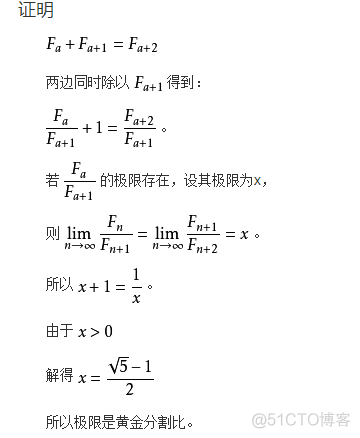 证明
F_a + F_{a+1} = F_{a+2}
两边同时除以 F_{a+1} 得到：
\frac{F_a}{F_{a+1}} + 1 = \frac{F_{a+2}}{F_{a+1}} 。
若 \frac{F_a}{F_{a+1}} 的极限存在，设其极限为x，
则 \lim_{n→∞} \frac{F_n}{F_{n+1}} = \lim_{n→∞} \frac{F_{n+1}}{F_{n+2}} = x 。
所以 x + 1 = \frac{1}{x} 。
由于 x > 0
解得 x = \frac{\sqrt{5} - 1}{2}
所以极限是黄金分割比。
@51CTO博客